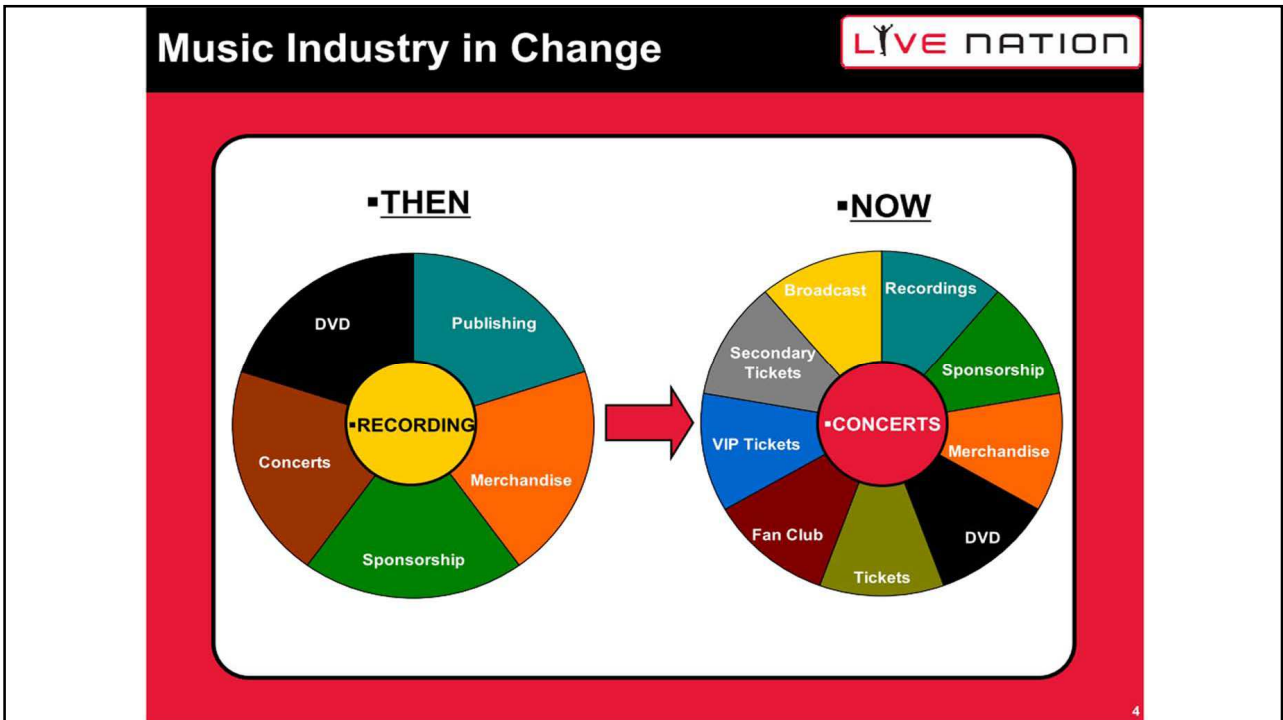 Music Industry in Change
LIVE NATION
▪THEN
DVD
Publishing
▪RECORDING
Concerts
Merchandise
Sponsorship
▪NOW
Broadcast
Recordings
Secondary
Tickets
Sponsorship
VIP Tickets
▪CONCERTS
Merchandise
Fan Club
DVD
Tickets
4